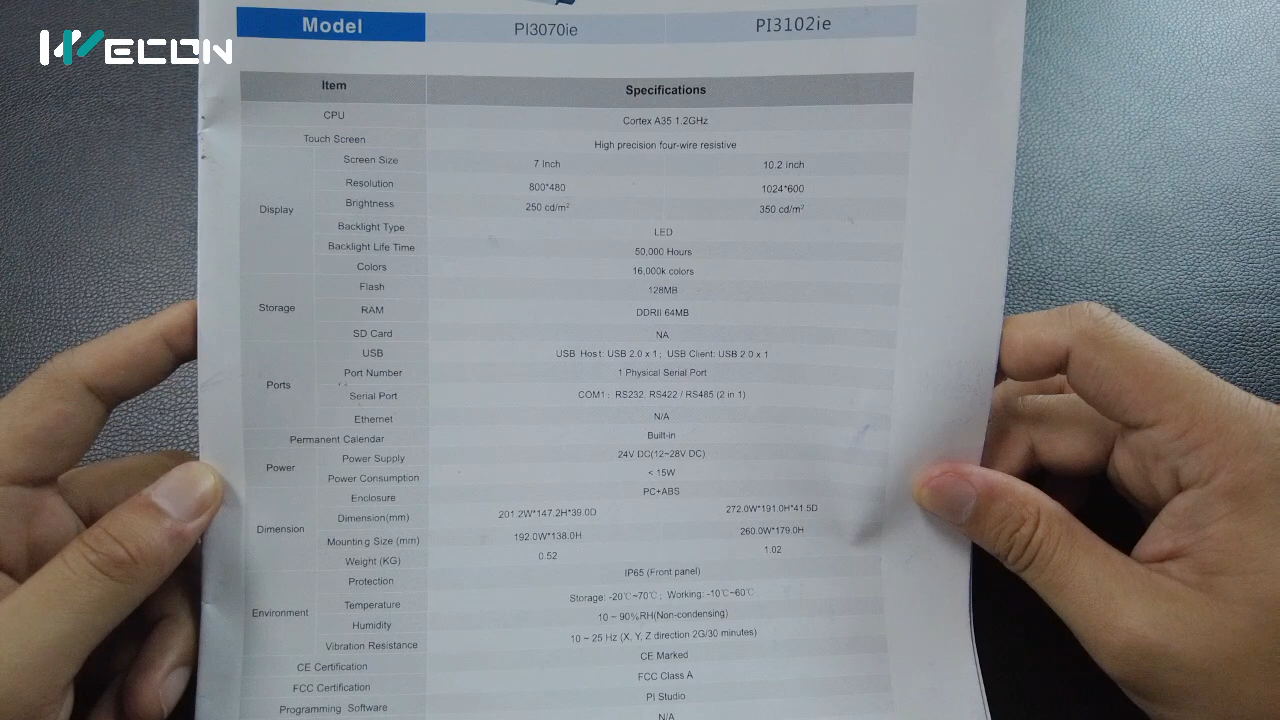 WECON
Model PI3070ie PI3102ie
Item Specifications
CPU Cortex A35 1.2GHz
Touch Screen High precision four-wire resistive
Display
Screen Size 7 Inch 10.2 inch
Resolution 800*480 1024*600
Brightness 250 cd/m² 350 cd/m²
Backlight Type LED
Backlight Life Time 50,000 Hours
Colors 16,000k colors
Storage
Flash 128MB
RAM DDRII 64MB
SD Card NA
Ports
USB USB Host: USB 2.0 x 1; USB Client: USB 2.0 x 1
Port Number 1 Physical Serial Port
Serial Port COM1: RS232, RS422 / RS485 (2 in 1)
Ethernet N/A
Permanent Calendar Built-in
Power
Power Supply 24V DC(12~28V DC)
Power Consumption < 15W
Dimension
Enclosure PC+ABS
Dimension(mm) 201.2W*147.2H*39.0D 272.0W*191.0H*41.5D
Mounting Size (mm) 192.0W*138.0H 260.0W*179.0H
Weight (KG) 0.52 1.02
Environment
Protection IP65 (Front panel)
Temperature Storage: -20℃~70℃; Working: -10℃~60℃
Humidity 10 ~ 90%RH(Non-condensing)
Vibration Resistance 10 ~ 25 Hz (X, Y, Z direction 2G/30 minutes)
CE Certification CE Marked
FCC Certification FCC Class A
Programming Software PI Studio
N/A